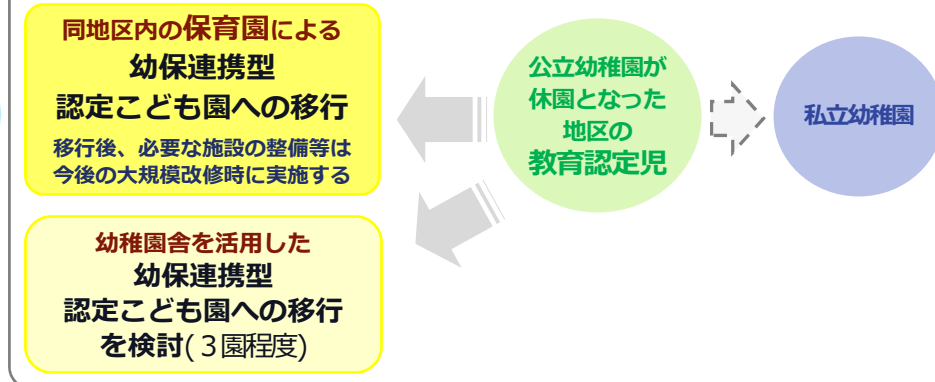 同地区内の保育園による
幼保連携型
認定こども園への移行
移行後、必要な施設の整備等は
今後の大規模改修時に実施する
幼稚園舎を活用した
幼保連携型
認定こども園への移行
を検討(３園程度)
公立幼稚園が
休園となった
地区の
教育認定児
私立幼稚園